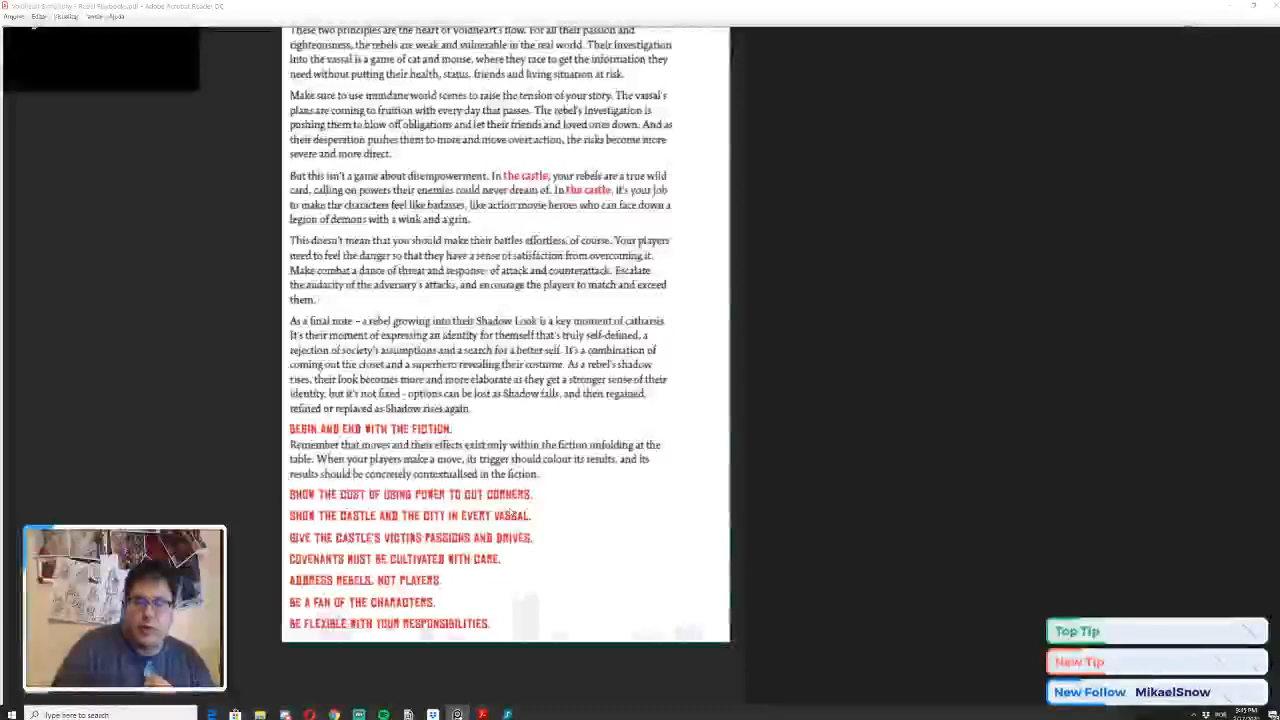 Voidheart Symphony - Rebel Playbooks.pdf - Adobe Acrobat Reader DC
These two principles are the heart of Voidheart's flow. For all their passion and
righteousness, the rebels are weak and vulnerable in the real world. Their investigation
into the vassal is a game of cat and mouse, where they race to get the information they
need without putting their health, status, friends and living situation at risk.
Make sure to use mundane world scenes to raise the tension of your story. The vassal's
plans are coming to fruition with every day that passes. The rebel's investigation is
pushing them to blow off obligations and let their friends and loved ones down. And as
their desperation pushes them to more and move overt action, the risks become more
severe and more direct.
But this isn't a game about disempowerment. In the castle, your rebels are a true wild
card, calling on powers their enemies could never dream of. In the castle, it's your job
to make the characters feel like badasses, like action movie heroes who can face down a
legion of demons with a wink and a grin.
This doesn't mean that you should make their battles effortless, of course. Your players
need to feel the danger so that they have a sense of satisfaction from overcoming it.
Make combat a dance of threat and response- of attack and counterattack. Escalate
the audacity of the adversary's attacks, and encourage the players to match and exceed
them.
As a final note - a rebel growing into their Shadow Look is a key moment of catharsis.
It's their moment of expressing an identity for themself that's truly self-defined, a
rejection of society's assumptions and a search for a better self. It's a combination of
coming out the closet and a superhero revealing their costume. As a rebel's shadow
rises, their look becomes more and more elaborate as they get a stronger sense of their
identity, but it's not fixed - options can be lost as Shadow falls, and then regained,
refined or replaced as Shadow rises again.
BEGIN AND END WITH THE FICTION.
Remember that moves and their effects exist only within the fiction unfolding at the
table. When your players make a move, its trigger should colour its results, and its
results should be concretely contextualised in the fiction.
SHOW THE COST OF USING POWER TO CUT CORNERS.
SHOW THE CASTLE AND THE CITY IN EVERY VASSAL.
GIVE THE CASTLE'S VICTIMS PASSIONS AND DRIVES.
COVENANTS MUST BE CULTIVATED WITH CARE.
ADDRESS REBELS, NOT PLAYERS.
BE A FAN OF THE CHARACTERS.
BE FLEXIBLE WITH YOUR RESPONSIBILITIES.
Top Tip
New Tip
New Follow MikaelSnow
Type here to search
9:45 PM